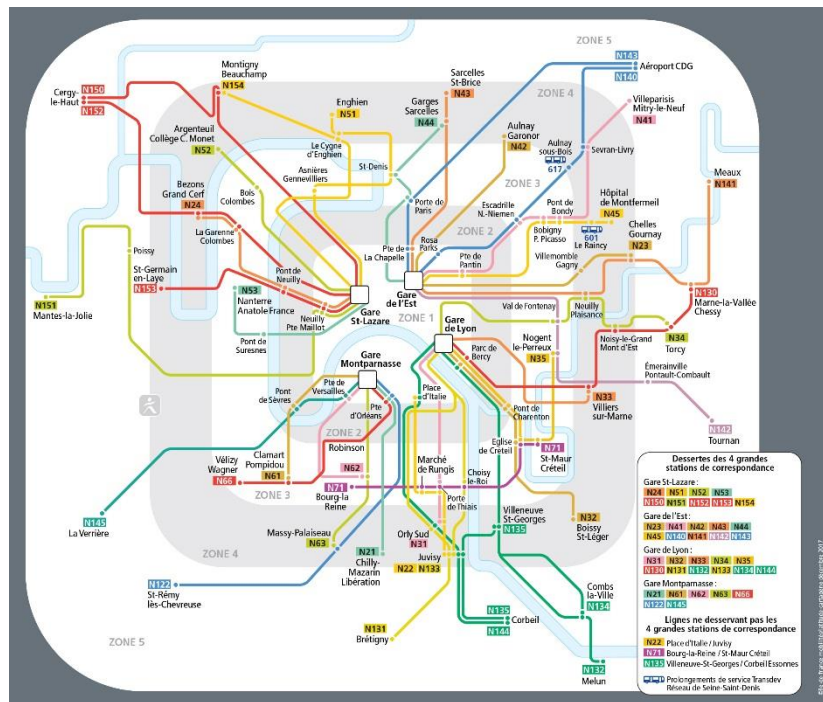 ZONE 5
N143
Aéroport CDG
N140
Montigny
Beauchamp
N154
Cergy-
le-Haut
N150
N152
Sarcelles
St-Brice
N43
ZONE 4
Enghien
N51
Garges
Sarcelles
N44
Villeparisis
Mitry-le-Neuf
N41
Argenteuil
Collège C. Monet
N52
Le Cygne
d'Enghien
Aulnay
Garonor
N42
Aulnay
sous-Bois
617
Sevran-Livry
Asnières
Gennevilliers
St-Denis
ZONE 3
Meaux
N141
Bezons
Grand Cerf
N24
Bois
Colombes
Porte de
Paris
Escadrille
N.-Niemen
Pont de
Bondy
Hôpital
de Montfermeil
N45
La Garenne
Colombes
ZONE 2
Bobigny
P. Picasso
601
Le Raincy
Chelles
Gournay
N23
Pte de
La Chapelle
Rosa
Parks
Pte de
Pantin
Villemomble
Gagny
Poissy
St-Germain
en-Laye
N153
Pont de
Neuilly
N151
Mantes-la-Jolie
N53
Nanterre
Anatole France
Neuilly
Pte Maillot
Gare
St-Lazare
Gare
de l'Est
N130
Marne-la-Vallée
Chessy
Pont de
Suresnes
ZONE 1
Gare
de Lyon
Val de Fontenay
Neuilly
Plaisance
Noisy-le-Grand
Mont d'Est
N34
Torcy
Gare
Montparnasse
Parc de
Bercy
Nogent
le-Perreux
N35
Émerainville
Pontault-Combault
Pont
de Sèvres
Pte de
Versailles
Pte
d'Orléans
Place
d'Italie
Pont de
Charenton
N33
Villiers
sur-Marne
N142
Tournan
ZONE 2
Robinson
Eglise
de Créteil
N71
St-Maur
Créteil
Vélizy
Wagner
N66
Clamart
Pompidou
N61
N62
Marché
de Rungis
Choisy
le-Roi
ZONE 3
N71
Bourg-la
Reine
Porte
de Thiais
N145
La Verrière
Massy-Palaiseau
N63
Orly Sud
N31
Villeneuve
St-Georges
N135
N32
Boissy
St-Léger
ZONE 4
N21
Chilly-
Mazarin
Libération
Juvisy
N22
N133
N122
St-Rémy
lès-Chevreuse
Combs
la-Ville
N134
N135
Corbeil
N144
N131
Brétigny
ZONE 5
N132
Melun
Dessertes des 4 grandes
stations de correspondance
Gare St-Lazare :
N24 N51 N52 N53
N150 N151 N152 N153 N154
Gare de l'Est :
N23 N41 N42 N43 N44
N45 N140 N141 N142 N143
Gare de Lyon :
N31 N32 N33 N34 N35
N130 N131 N132 N133 N134 N144
Gare Montparnasse :
N21 N61 N62 N63 N66
N122 N145
Lignes ne desservant pas les
4 grandes stations de correspondance
N22 Place d'Italie / Juvisy
N71 Bourg-la-Reine / St-Maur Créteil
N135 Villeneuve-St-Georges / Corbeil Essonnes
Prolongements de service Transdev
Réseau de Seine-Saint-Denis